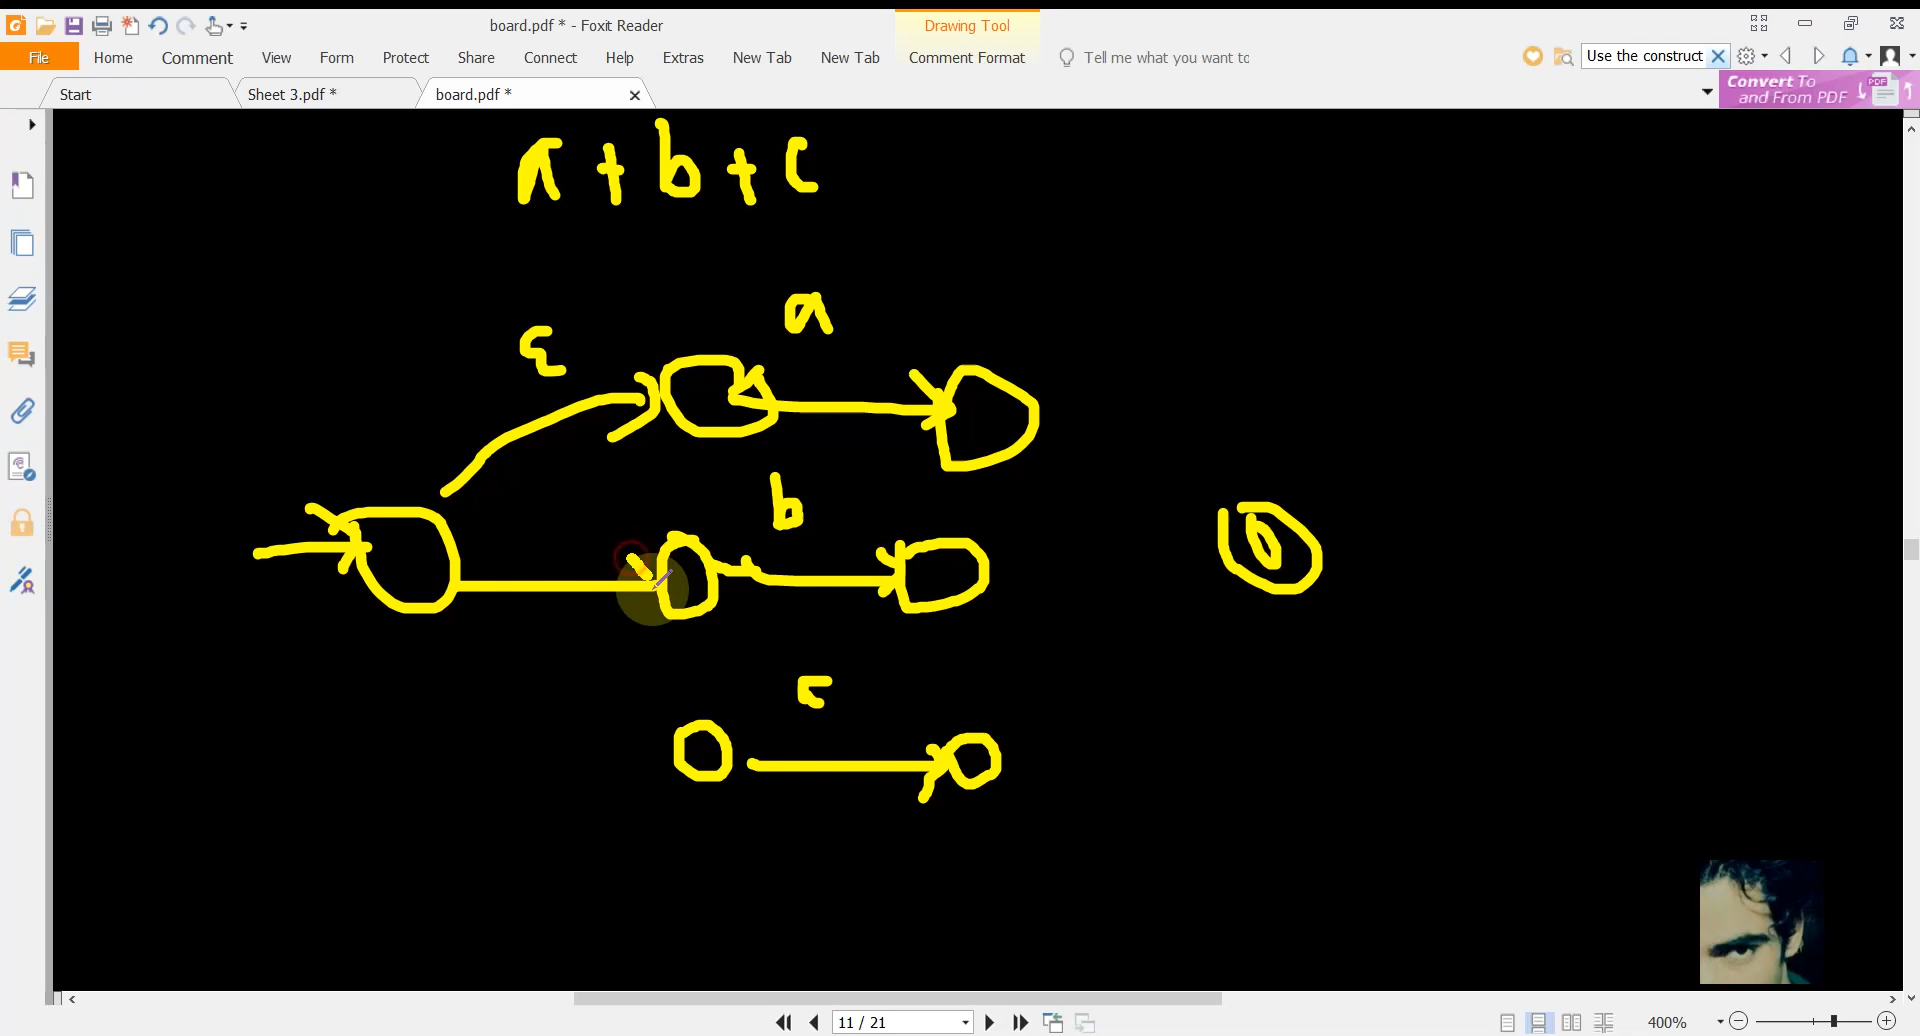 board.pdf * - Foxit Reader
Drawing Tool
File Home Comment View Form Protect Share Connect Help Extras New Tab New Tab Comment Format Tell me what you want to Use the construct
Start Sheet 3.pdf * board.pdf *
Convert To
and From PDF
PDF
a + b + c
a
ε
b
c
11 / 21
400%